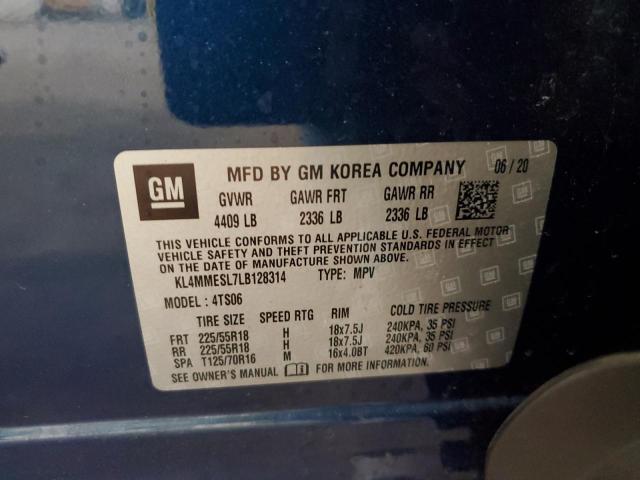 GM
MFD BY GM KOREA COMPANY 06/20
GVWR GAWR FRT GAWR RR
4409 LB 2336 LB 2336 LB
THIS VEHICLE CONFORMS TO ALL APPLICABLE U.S. FEDERAL MOTOR
VEHICLE SAFETY AND THEFT PREVENTION STANDARDS IN EFFECT
ON THE DATE OF MANUFACTURE SHOWN ABOVE.
KL4MMESL7LB128314 TYPE: MPV
MODEL: 4TS06
TIRE SIZE SPEED RTG RIM COLD TIRE PRESSURE
FRT 225/55R18 H 18x7.5J 240KPA, 35 PSI
RR 225/55R18 H 18x7.5J 240KPA, 35 PSI
SPA T125/70R16 M 16x4.0BT 420KPA, 60 PSI
SEE OWNER'S MANUAL FOR MORE INFORMATION.